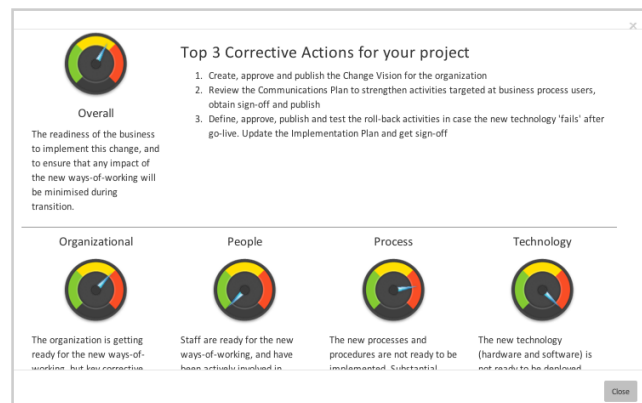 ×
Top 3 Corrective Actions for your project
1. Create, approve and publish the Change Vision for the organization
2. Review the Communications Plan to strengthen activities targeted at business process users,
obtain sign-off and publish
3. Define, approve, publish and test the roll-back activities in case the new technology 'fails' after
go-live. Update the Implementation Plan and get sign-off
Overall
The readiness of the business
to implement this change, and
to ensure that any impact of
the new ways-of-working will
be minimised during
transition.
Organizational
People
Process
Technology
The organization is getting
ready for the new ways-of-
working, but key corrective
Staff are ready for the new
ways-of-working, and have
been actively involved in
The new processes and
procedures are not ready to be
implemented. Substantial
The new technology
(hardware and software) is
not ready to be deployed
Close